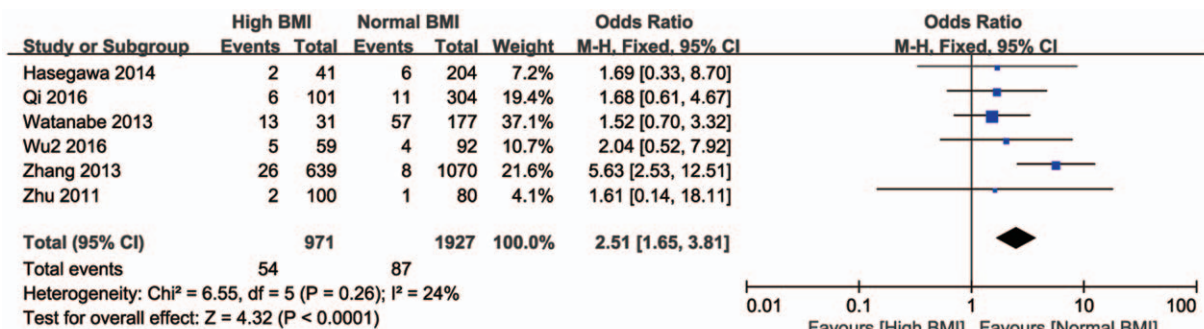 High BMI Normal BMI Odds Ratio Odds Ratio
Study or Subgroup Events Total Events Total Weight M-H. Fixed. 95% CI M-H. Fixed. 95% CI
Hasegawa 2014 2 41 6 204 7.2% 1.69 [0.33, 8.70]
Qi 2016 6 101 11 304 19.4% 1.68 [0.61, 4.67]
Watanabe 2013 13 31 57 177 37.1% 1.52 [0.70, 3.32]
Wu2 2016 5 59 4 92 10.7% 2.04 [0.52, 7.92]
Zhang 2013 26 639 8 1070 21.6% 5.63 [2.53, 12.51]
Zhu 2011 2 100 1 80 4.1% 1.61 [0.14, 18.11]
Total (95% CI) 971 1927 100.0% 2.51 [1.65, 3.81]
Total events 54 87
Heterogeneity: Chi² = 6.55, df = 5 (P = 0.26); I² = 24%
Test for overall effect: Z = 4.32 (P < 0.0001)
0.01 0.1 1 10 100
Favours [High BMI] Favours [Normal BMI]